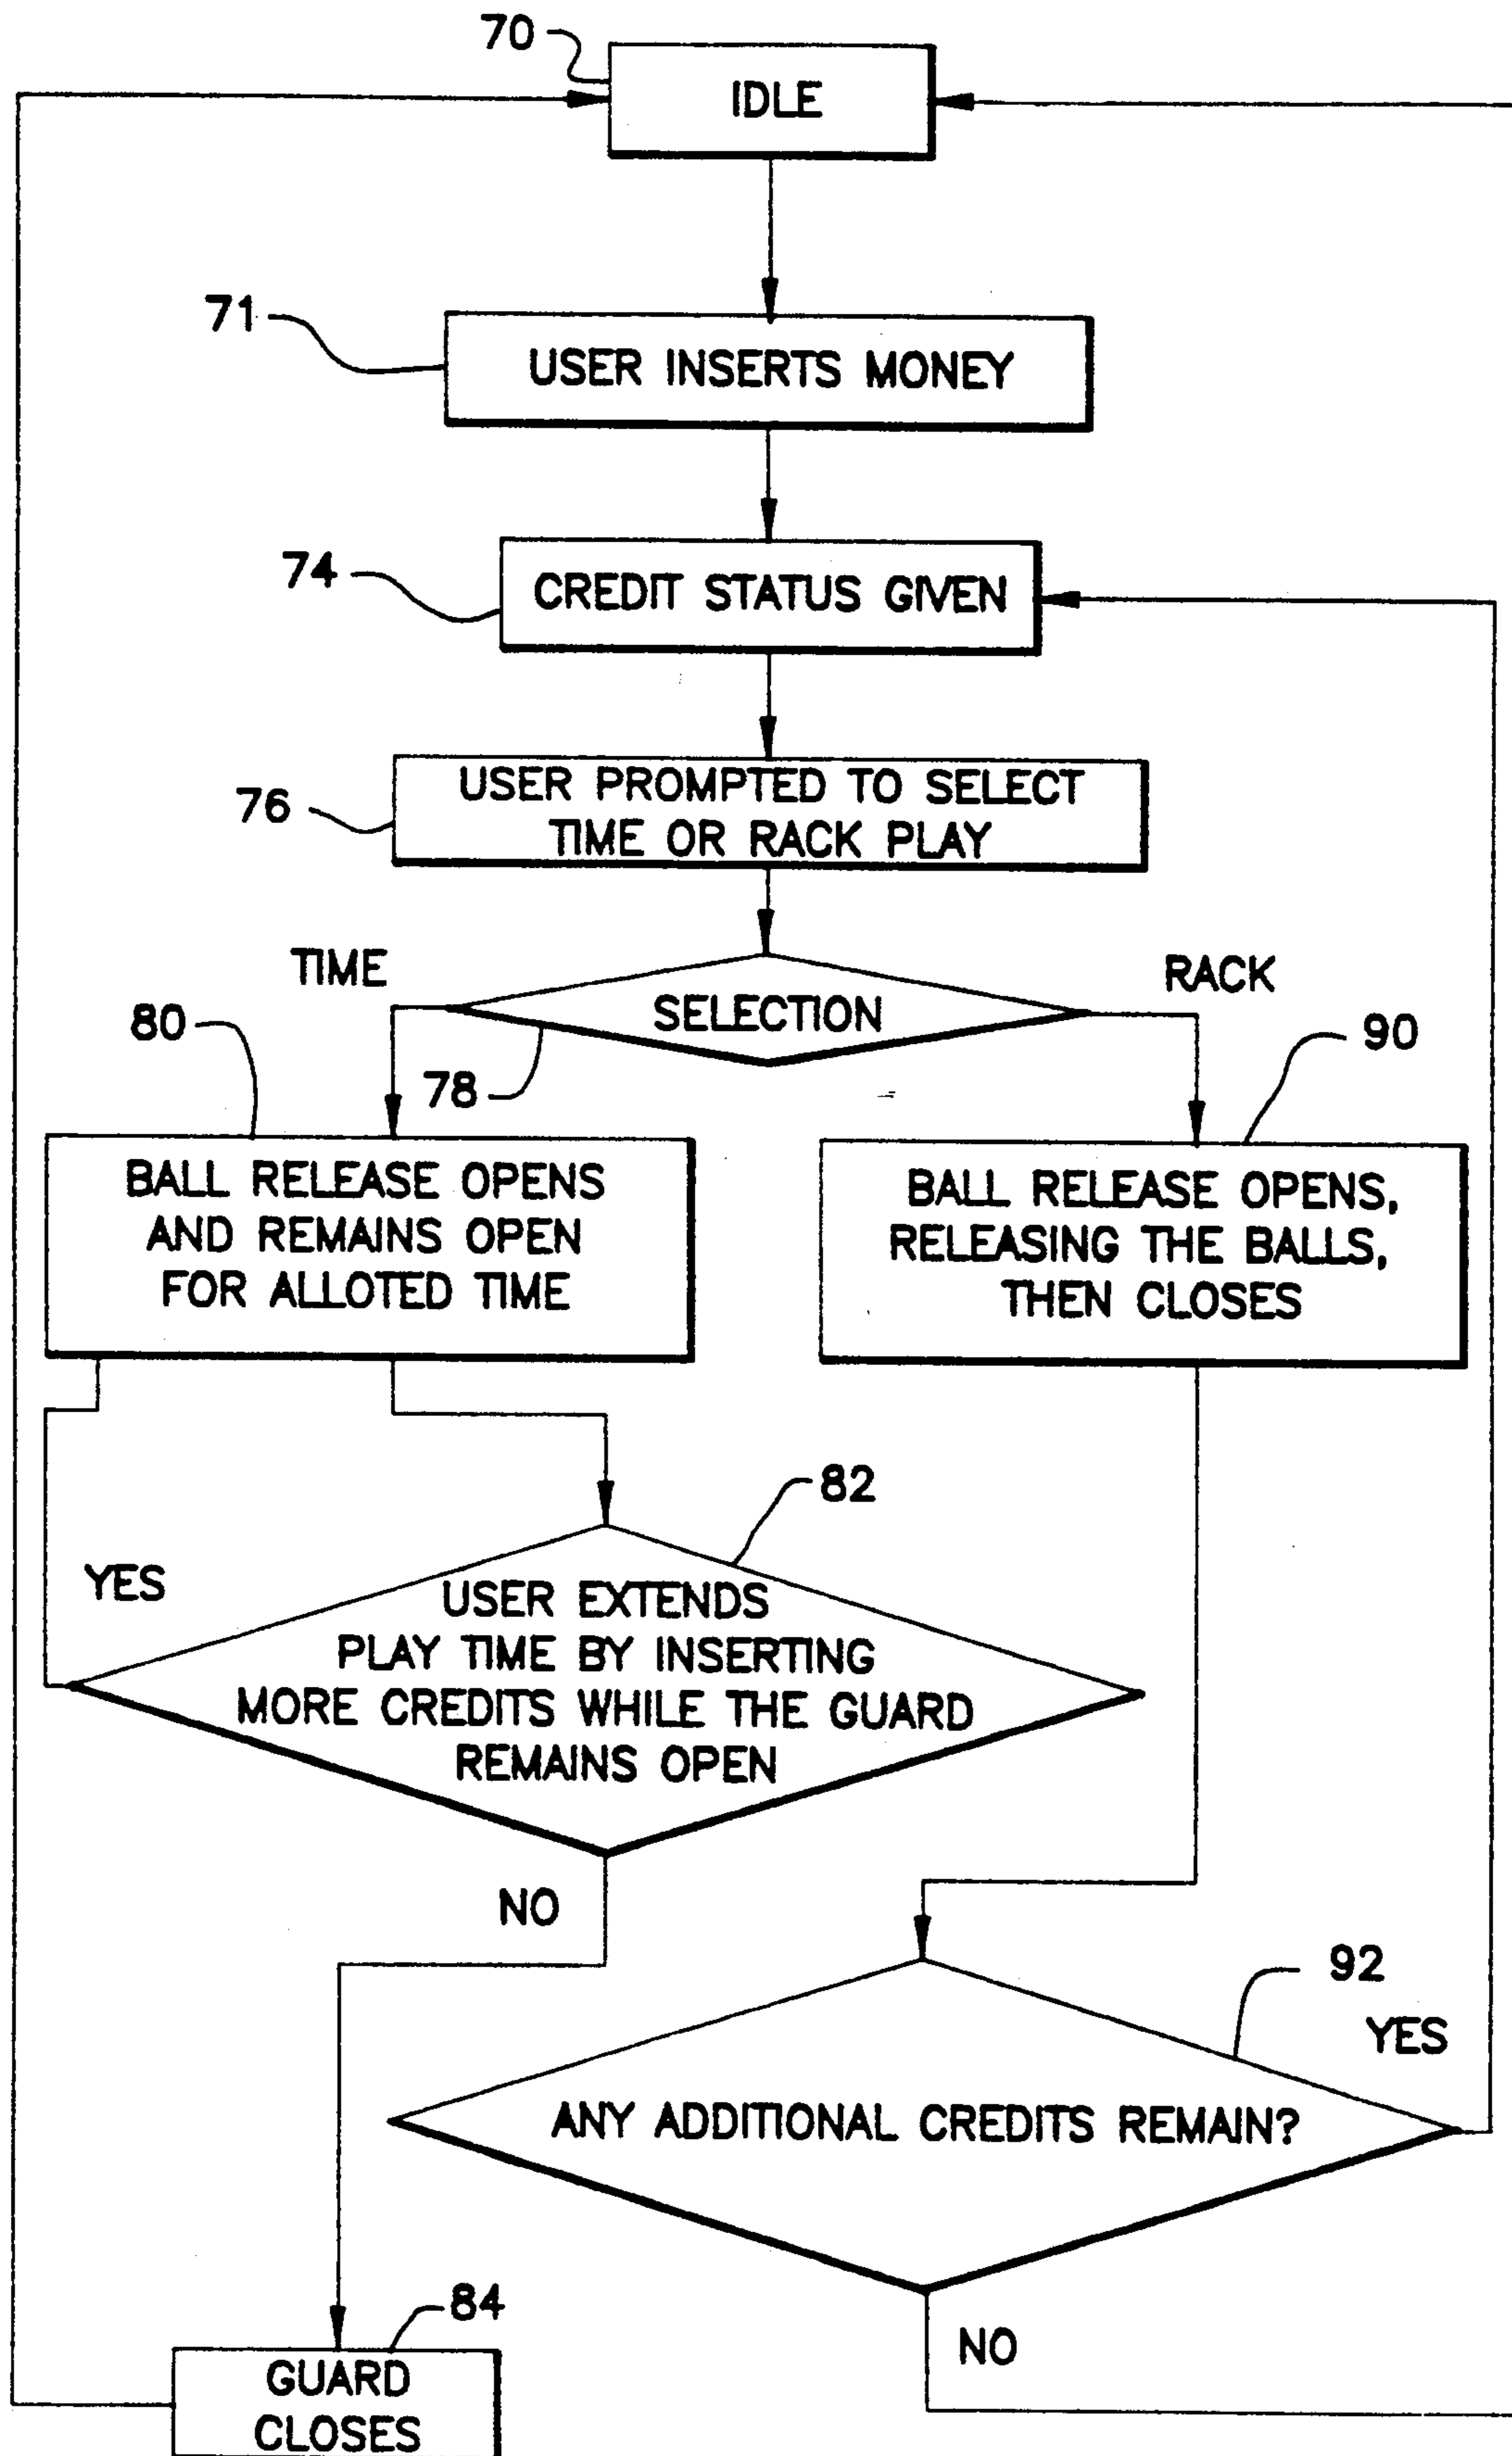 70
IDLE
71
USER INSERTS MONEY
74
CREDIT STATUS GIVEN
76
USER PROMPTED TO SELECT
TIME OR RACK PLAY
TIME
RACK
SELECTION
78
80
90
BALL RELEASE OPENS
AND REMAINS OPEN
FOR ALLOTED TIME
BALL RELEASE OPENS,
RELEASING THE BALLS,
THEN CLOSES
82
YES
USER EXTENDS
PLAY TIME BY INSERTING
MORE CREDITS WHILE THE GUARD
REMAINS OPEN
NO
92
YES
ANY ADDITIONAL CREDITS REMAIN?
84
NO
GUARD
CLOSES